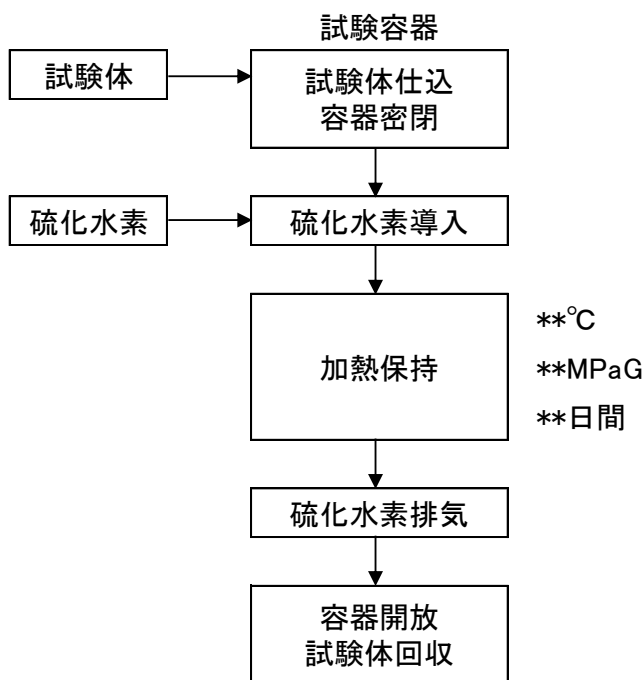 試験容器
試験体
試験体仕込
容器密閉
硫化水素
硫化水素導入
加熱保持
**℃
**MPaG
**日間
硫化水素排気
容器開放
試験体回収